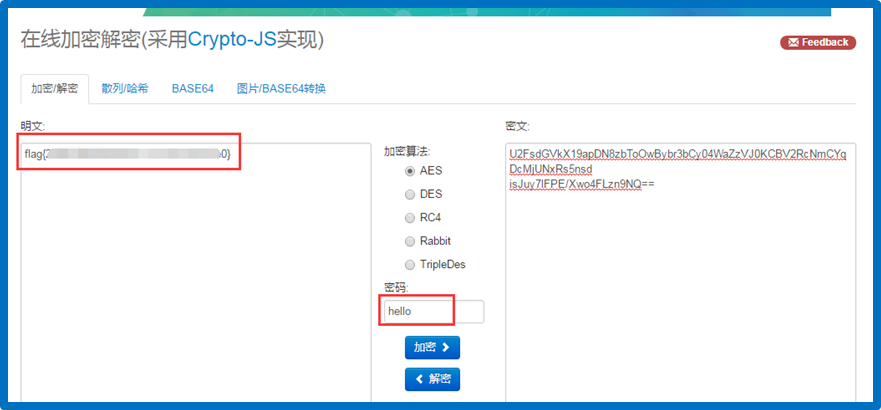 在线加密解密(采用Crypto-JS实现)
Feedback
加密/解密 散列/哈希 BASE64 图片/BASE64转换
明文:
flag{2
0}
加密算法:
AES
DES
RC4
Rabbit
TripleDes
密码:
hello
加密
解密
密文:
U2FsdGVkX19apDN8zbToOwBybr3bCy04WaZzVJ0KCBV2RcNmCYq
DcMjUNxRs5nsd
isJuy7lFPE/Xwo4FLzn9NQ==